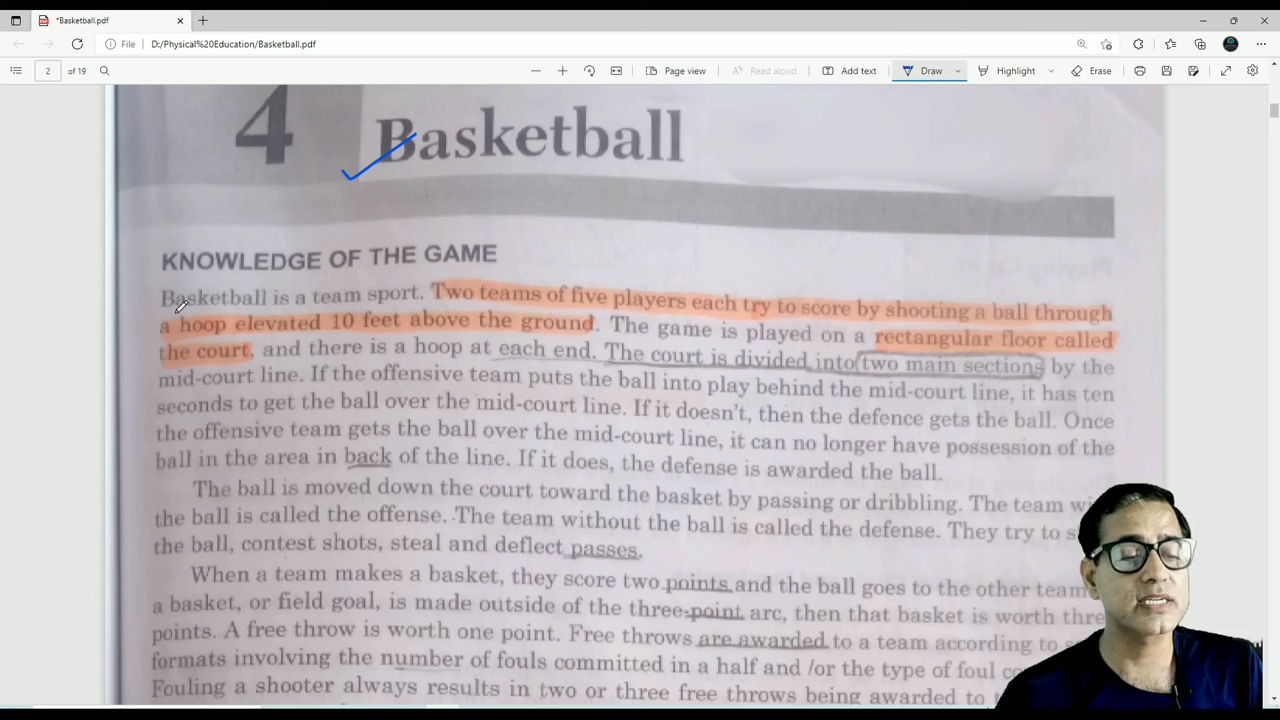 *Basketball.pdf
File D:/Physical%20Education/Basketball.pdf
2 of 19 Page view Read aloud Add text Draw Highlight Erase
4 Basketball
KNOWLEDGE OF THE GAME
Basketball is a team sport. Two teams of five players each try to score by shooting a ball through
a hoop elevated 10 feet above the ground. The game is played on a rectangular floor called
the court, and there is a hoop at each end. The court is divided into two main sections by the
mid-court line. If the offensive team puts the ball into play behind the mid-court line, it has ten
seconds to get the ball over the mid-court line. If it doesn't, then the defence gets the ball. Once
the offensive team gets the ball over the mid-court line, it can no longer have possession of the
ball in the area in back of the line. If it does, the defense is awarded the ball.
The ball is moved down the court toward the basket by passing or dribbling. The team
the ball is called the offense. The team without the ball is called the defense. They try to
the ball, contest shots, steal and deflect passes.
When a team makes a basket, they score two points and the ball goes to the other team
a basket, or field goal, is made outside of the three-point arc, then that basket is worth
points. A free throw is worth one point. Free throws are awarded to a team according to
formats involving the number of fouls committed in a half and /or the type of foul
Fouling a shooter always results in two or three free throws being awarded